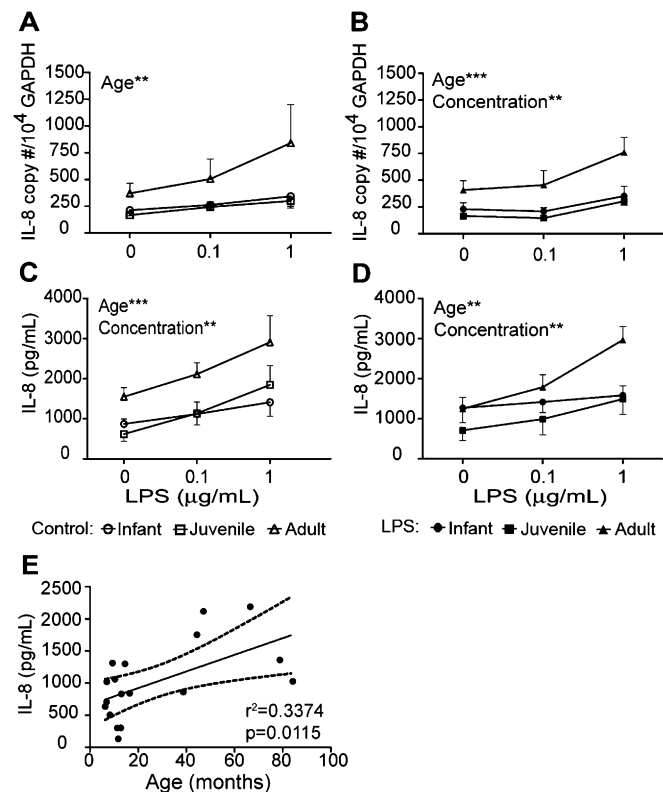 A
IL-8 copy #/10⁴ GAPDH
1500
1250
1000
750
500
250
0
Age**
0 0.1 1
B
IL-8 copy #/10⁴ GAPDH
1500
1250
1000
750
500
250
0
Age***
Concentration**
0 0.1 1
C
IL-8 (pg/mL)
4000
3000
2000
1000
0
Age***
Concentration**
0 0.1 1
LPS (μg/mL)
D
IL-8 (pg/mL)
4000
3000
2000
1000
0
Age**
Concentration**
0 0.1 1
LPS (μg/mL)
Control: Infant Juvenile Adult
LPS: Infant Juvenile Adult
E
IL-8 (pg/mL)
2500
2000
1500
1000
500
0
r²=0.3374
p=0.0115
0 20 40 60 80 100
Age (months)